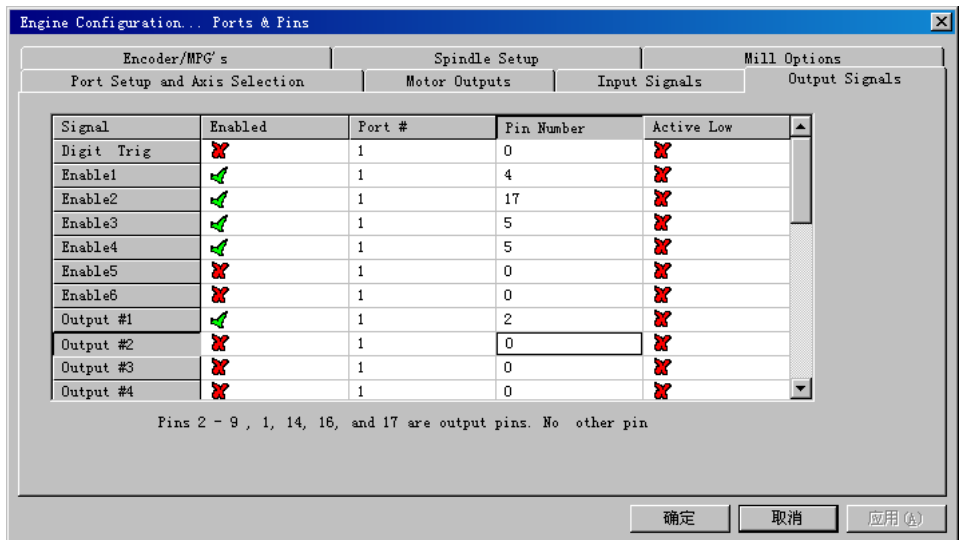 Engine Configuration... Ports & Pins
Encoder/MPG's Spindle Setup Mill Options
Port Setup and Axis Selection Motor Outputs Input Signals Output Signals
Signal Enabled Port # Pin Number Active Low
Digit Trig 1 0
Enable1 1 4
Enable2 1 17
Enable3 1 5
Enable4 1 5
Enable5 1 0
Enable6 1 0
Output #1 1 2
Output #2 1 0
Output #3 1 0
Output #4 1 0
Pins 2 - 9 , 1, 14, 16, and 17 are output pins. No other pin
确定 取消 应用(A)